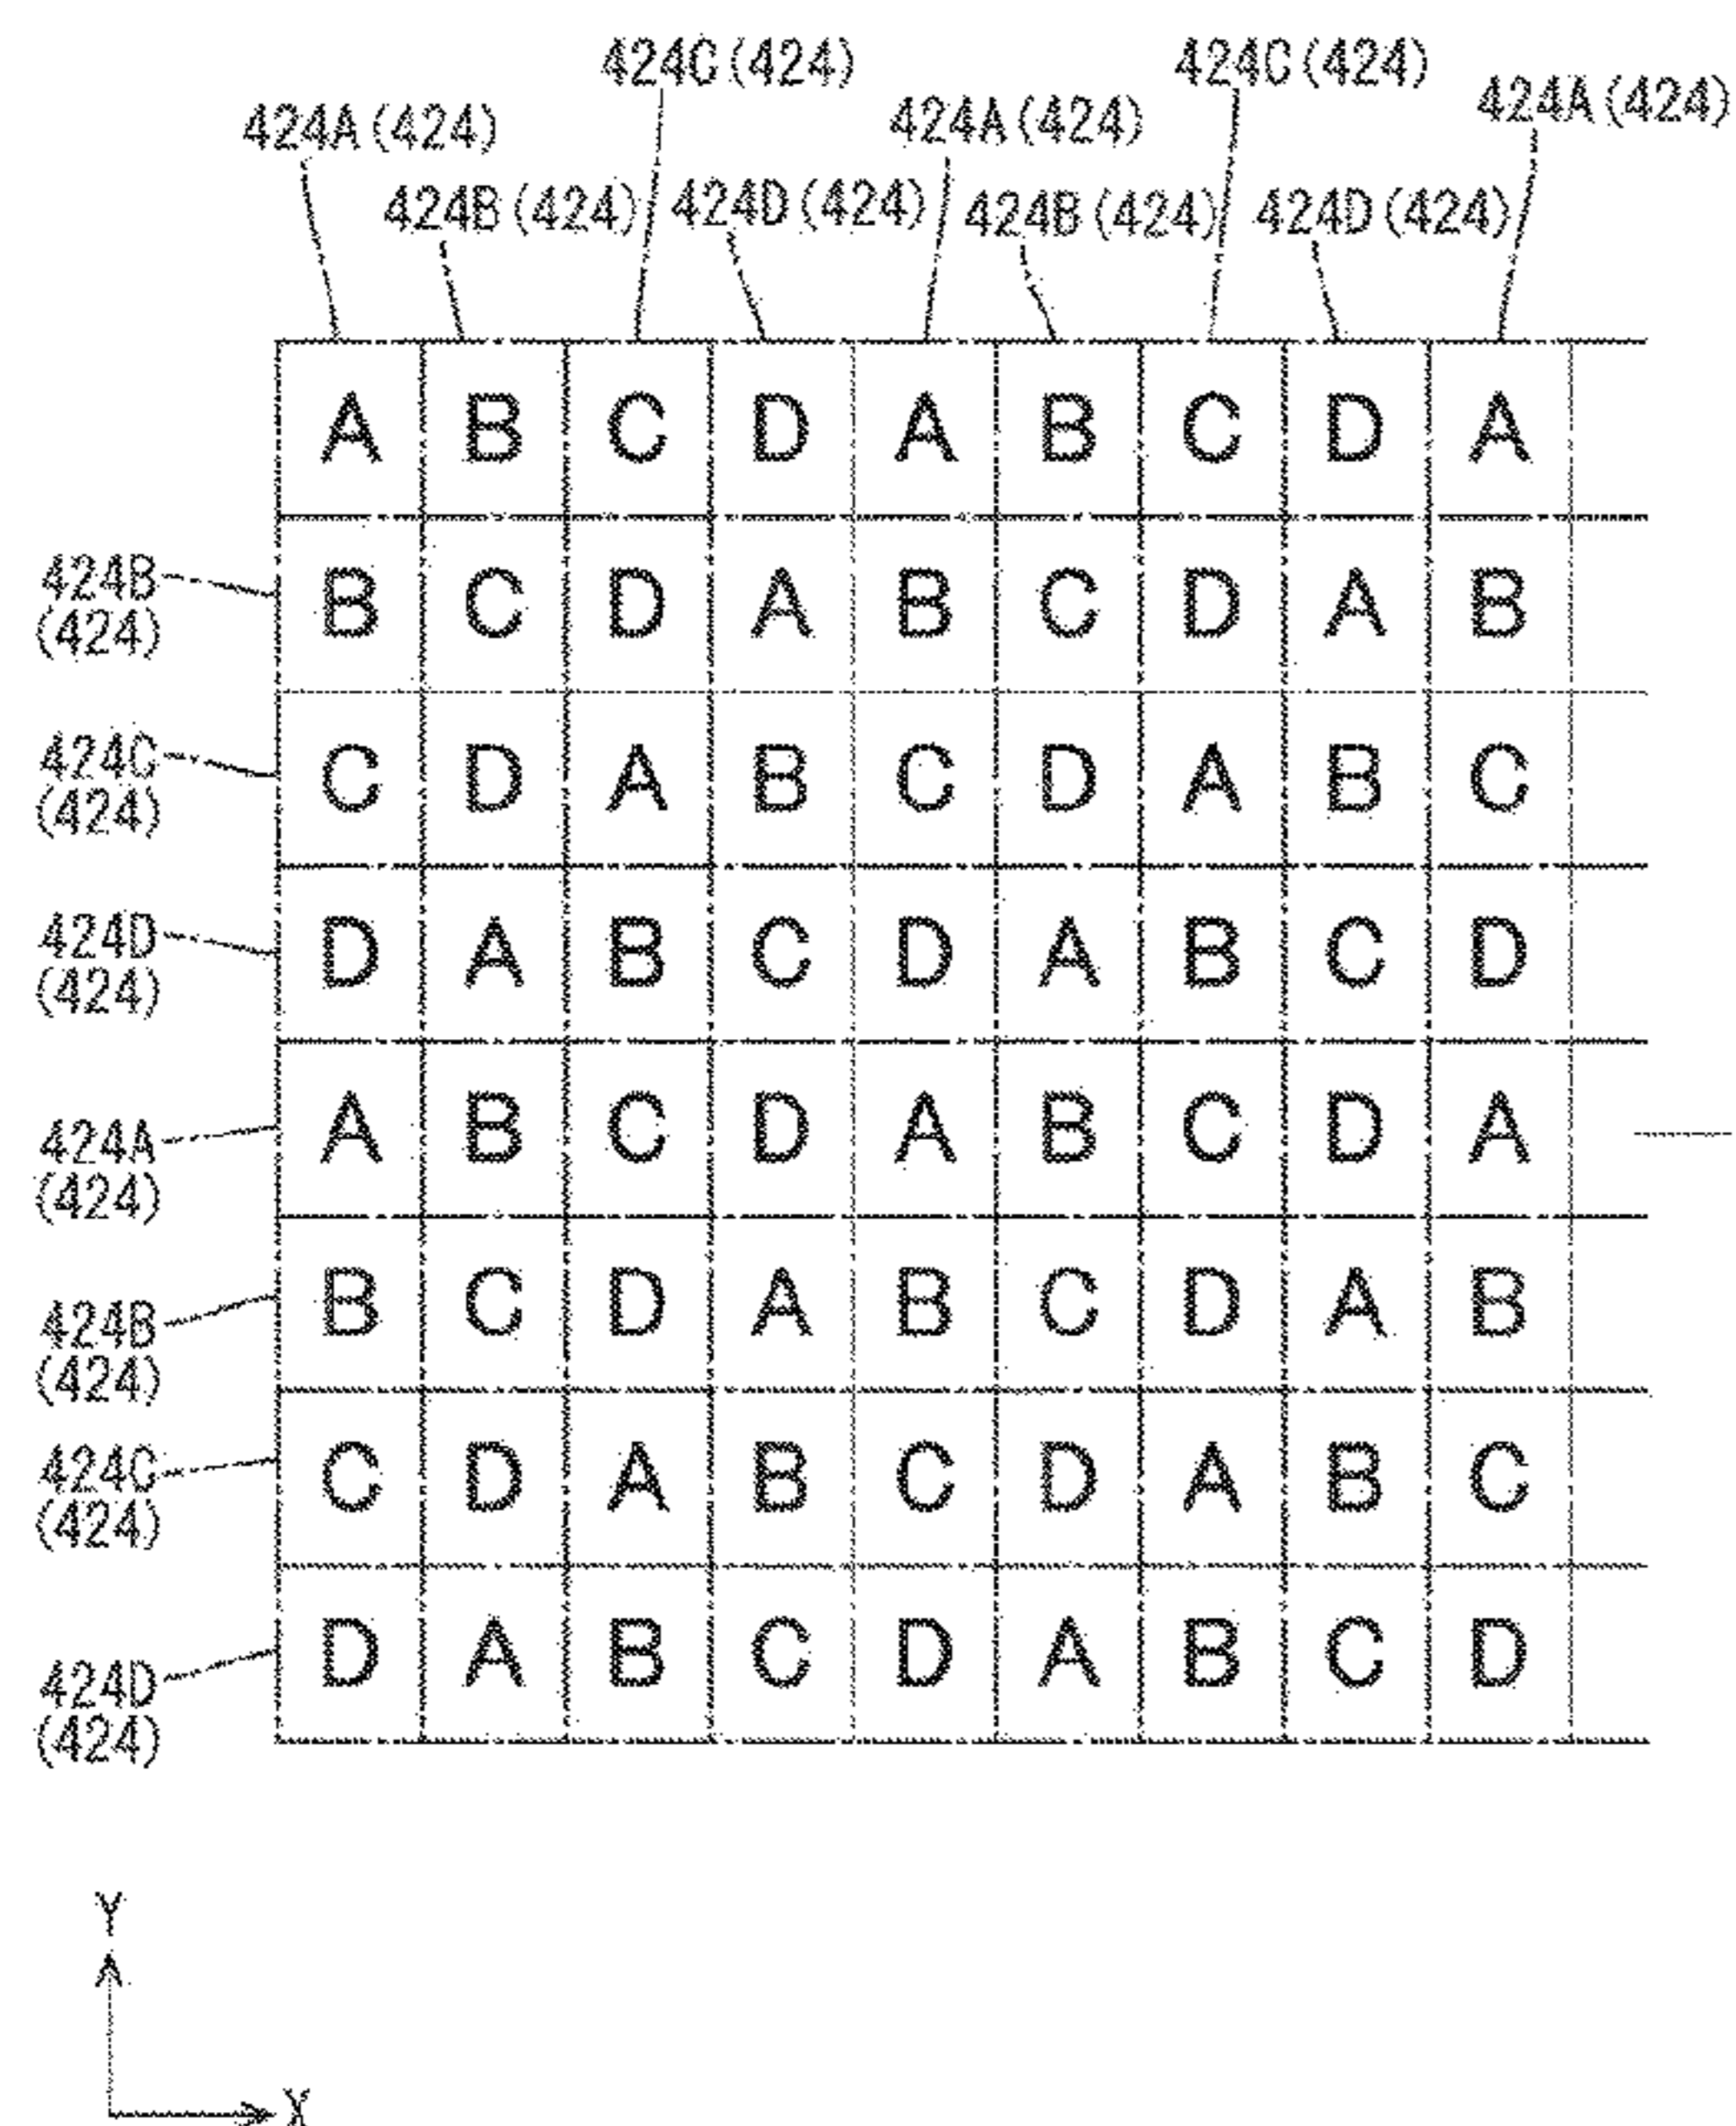 424C(424) 424C(424)
424A(424) 424A(424) 424A(424)
424B(424) 424D(424) 424B(424) 424D(424)
A B C D A B C D A
424B
(424)
B C D A B C D A B
424C
(424)
C D A B C D A B C
424D
(424)
D A B C D A B C D
424A
(424)
A B C D A B C D A
424B
(424)
B C D A B C D A B
424C
(424)
C D A B C D A B C
424D
(424)
D A B C D A B C D
Y
X